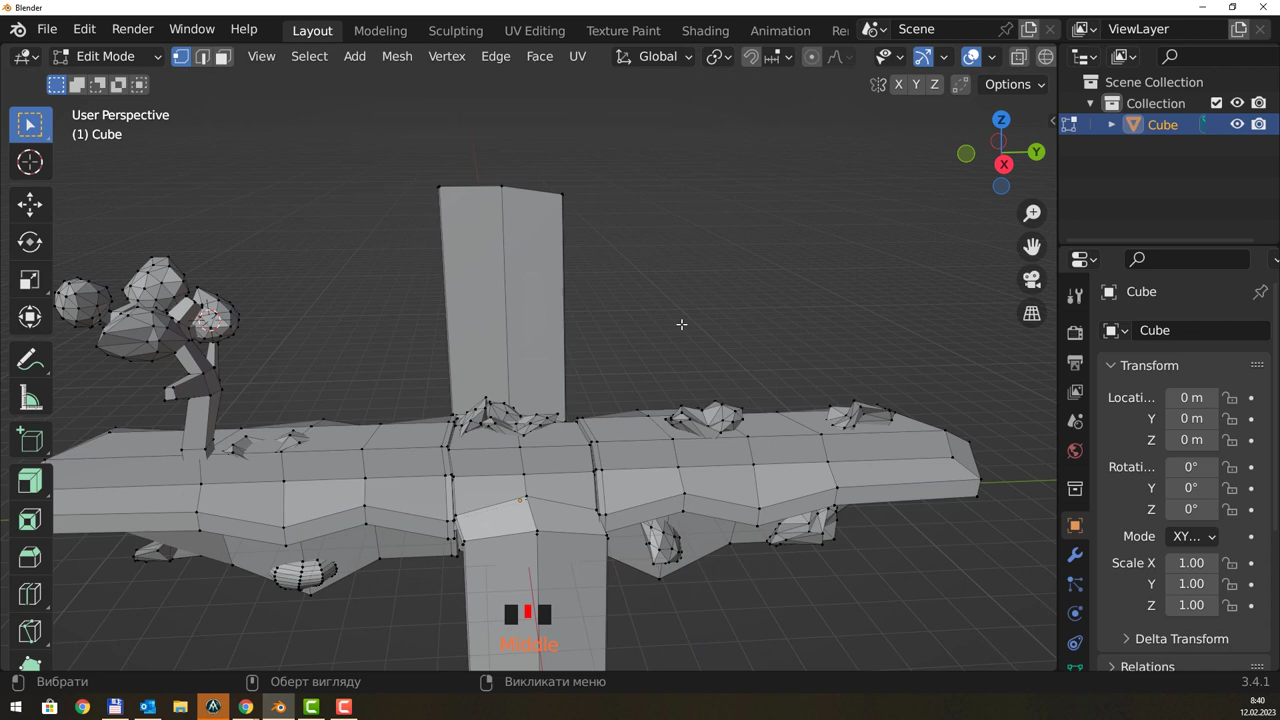 Blender
File Edit Render Window Help
Layout Modeling Sculpting UV Editing Texture Paint Shading Animation Re
Scene
ViewLayer
Edit Mode View Select Add Mesh Vertex Edge Face UV Global
X Y Z Options
User Perspective
(1) Cube
Z
Y
X
Scene Collection
Collection
Cube
Cube
Cube
Transform
Locati... 0 m
Y 0 m
Z 0 m
Rotati... 0°
Y 0°
Z 0°
Mode XY...
Scale X 1.00
Y 1.00
Z 1.00
Delta Transform
Relations
Middle
Вибрати Оберт вигляду Викликати меню 3.4.1
8:40
12.02.2023